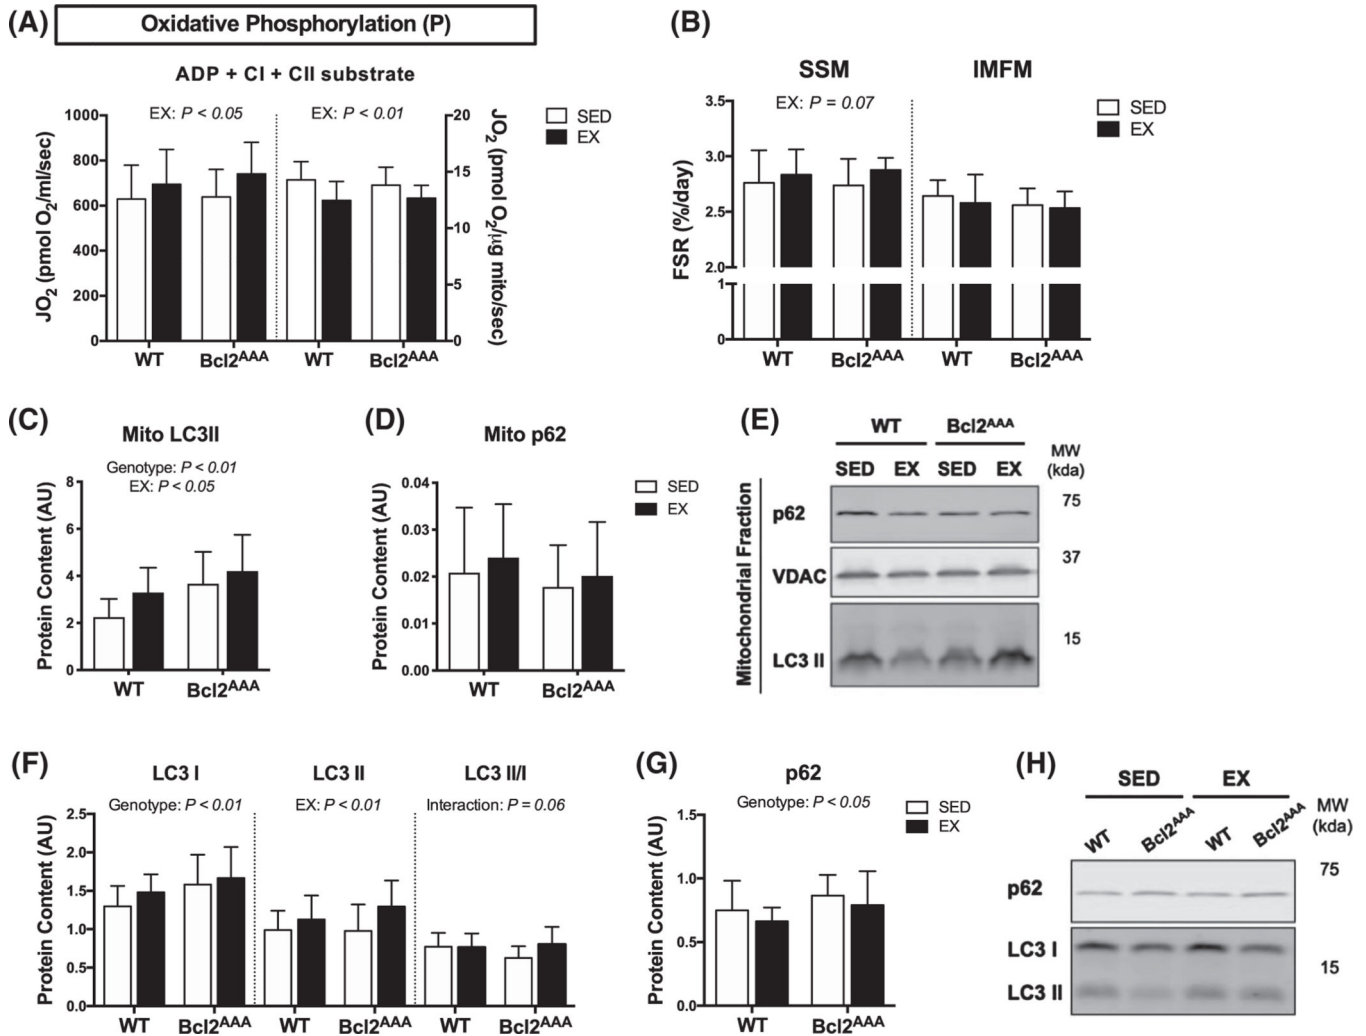 (A)
Oxidative Phosphorylation (P)
ADP + CI + CII substrate
EX: P < 0.05
EX: P < 0.01
SED
EX
JO2 (pmol O2/ml/sec)
1000
800
600
400
200
0
20
15
10
5
0
JO2 (pmol O2/µg mito/sec)
WT
Bcl2AAA
WT
Bcl2AAA
(B)
SSM
IMFM
EX: P = 0.07
SED
EX
FSR (%/day)
3.5
3.0
2.5
2.0
1
0
WT
Bcl2AAA
WT
Bcl2AAA
(C)
Mito LC3II
Genotype: P < 0.01
EX: P < 0.05
Protein Content (AU)
8
6
4
2
0
WT
Bcl2AAA
(D)
Mito p62
SED
EX
Protein Content (AU)
0.04
0.03
0.02
0.01
0.00
WT
Bcl2AAA
(E)
WT
Bcl2AAA
SED
EX
SED
EX
MW
(kda)
Mitochondrial Fraction
p62
75
VDAC
37
LC3 II
15
(F)
LC3 I
LC3 II
LC3 II/I
Genotype: P < 0.01
EX: P < 0.01
Interaction: P = 0.06
Protein Content (AU)
2.5
2.0
1.5
1.0
0.5
0.0
WT
Bcl2AAA
WT
Bcl2AAA
WT
Bcl2AAA
(G)
p62
Genotype: P < 0.05
SED
EX
Protein Content (AU)
1.5
1.0
0.5
0.0
WT
Bcl2AAA
(H)
SED
EX
WT
Bcl2AAA
WT
Bcl2AAA
MW
(kda)
p62
75
LC3 I
15
LC3 II